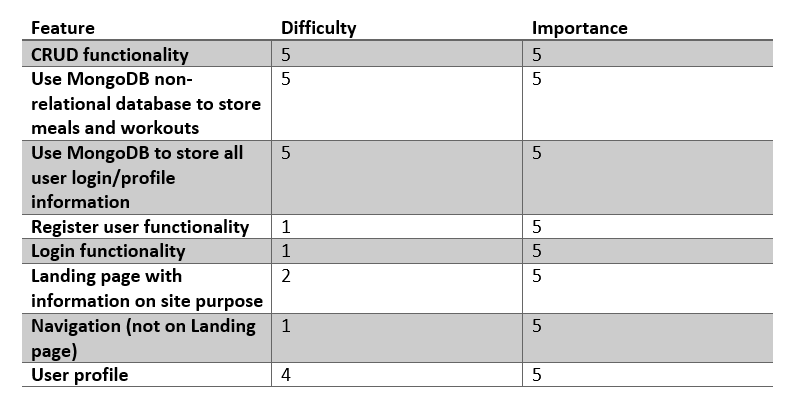 Feature Difficulty Importance
CRUD functionality 5 5
Use MongoDB non- 5 5
relational database to store
meals and workouts
Use MongoDB to store all 5 5
user login/profile
information
Register user functionality 1 5
Login functionality 1 5
Landing page with 2 5
information on site purpose
Navigation (not on Landing 1 5
page)
User profile 4 5